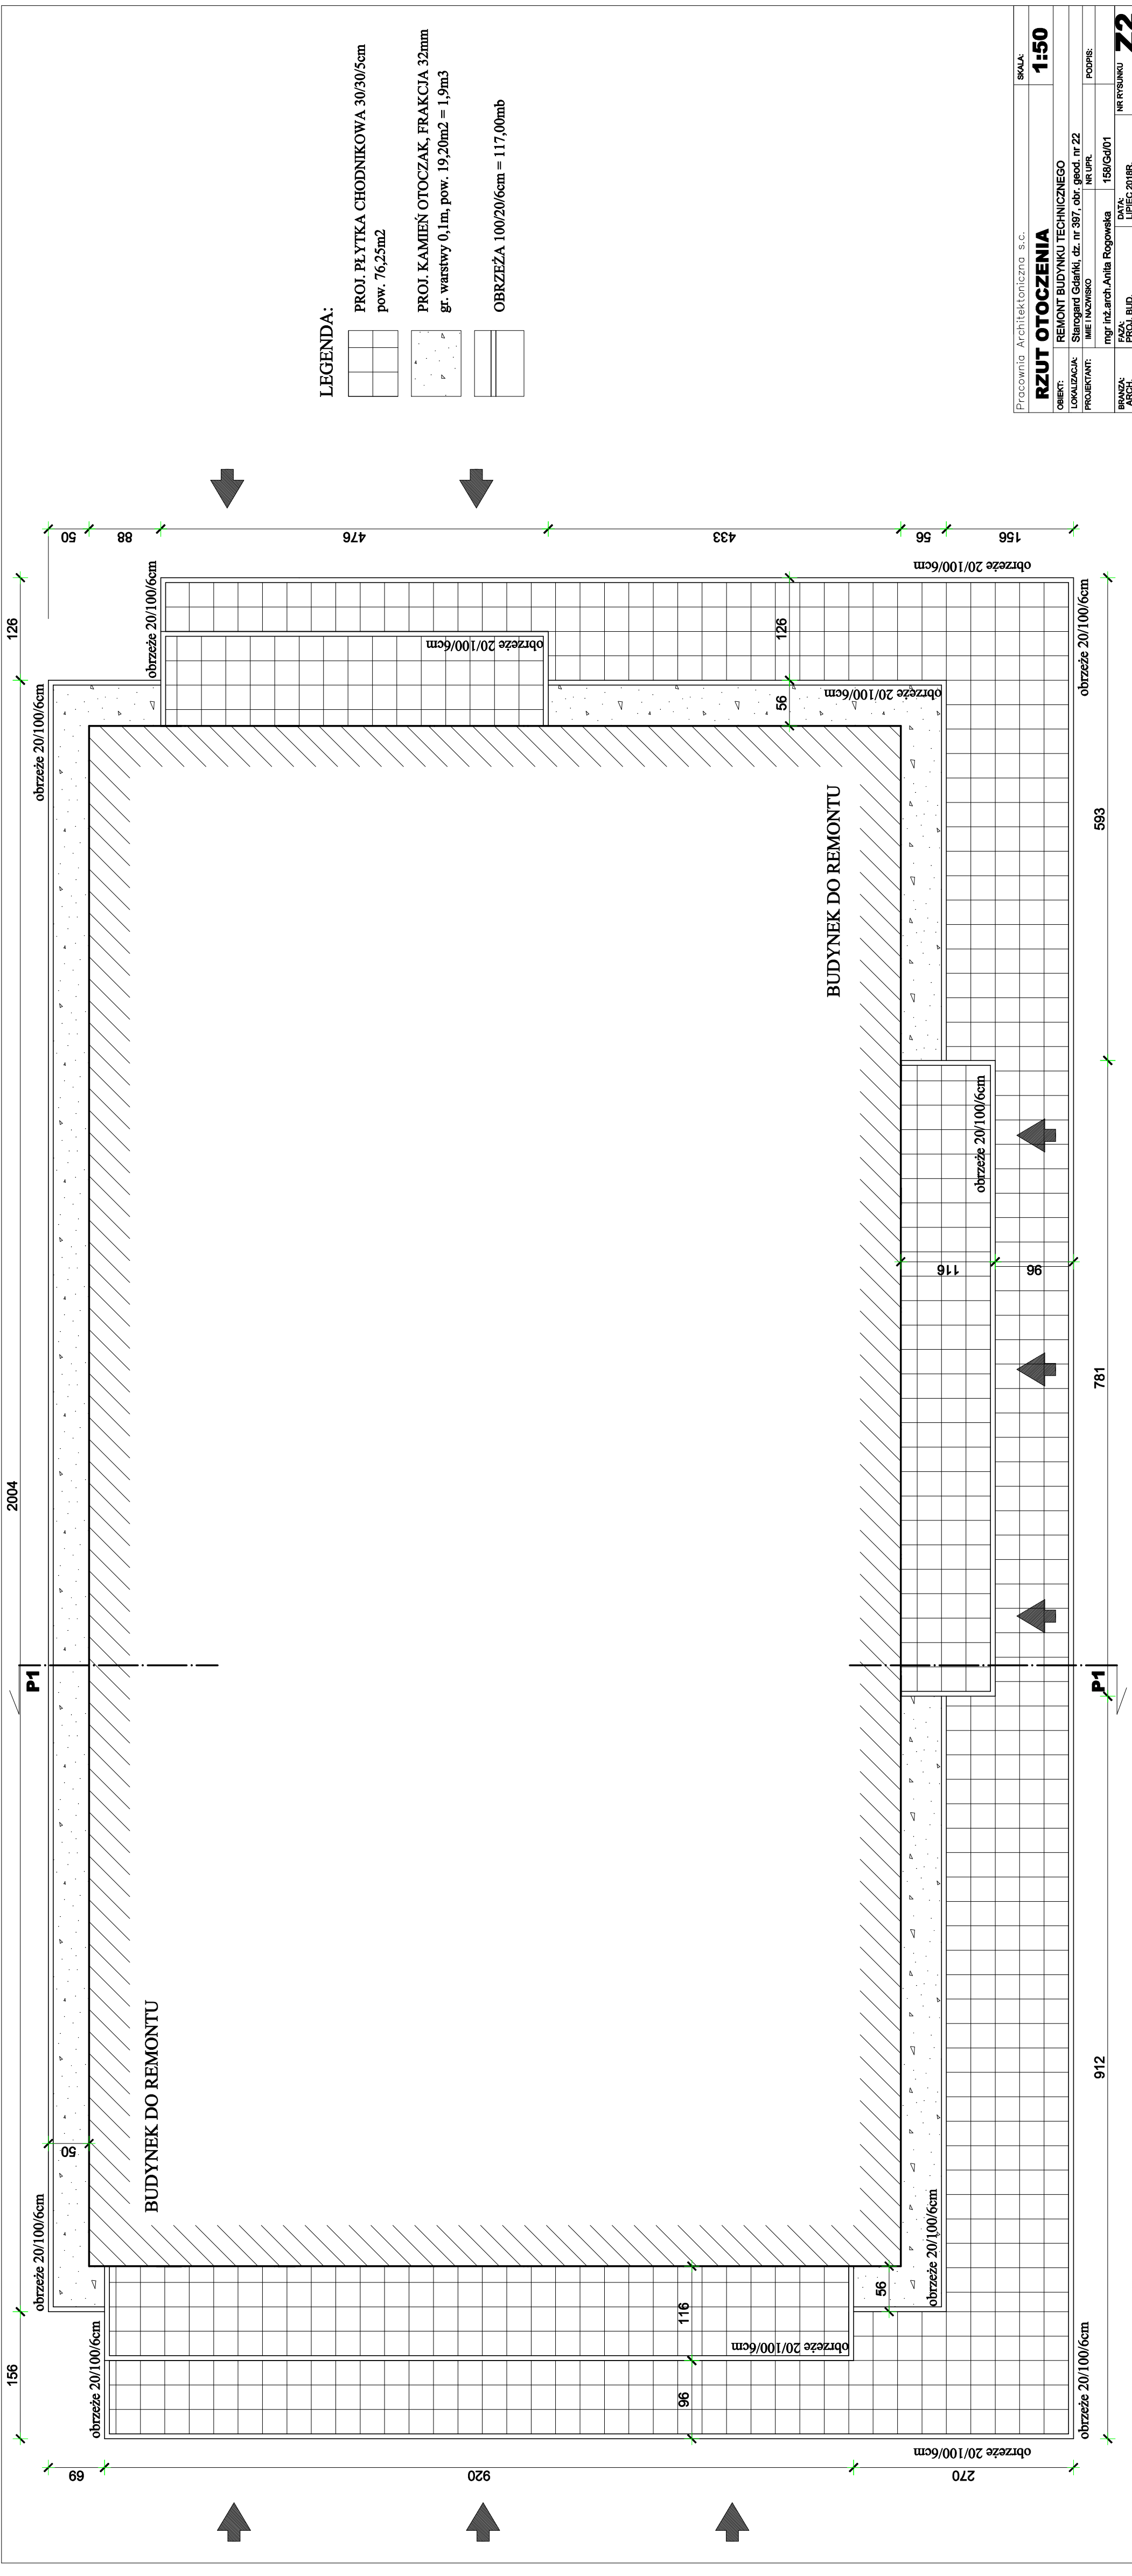 LEGENDA:
PROJ. PŁYTKA CHODNIKOWA 30/30/5cm
pow. 76,25m2
PROJ. KAMIEŃ OTOCZAK, FRAKCJA 32mm
gr. warstwy 0,1m, pow. 19,20m2 = 1,9m3
OBRZEŻA 100/20/6cm = 117,00mb
156
2004
126
P1
obrzeże 20/100/6cm
obrzeże 20/100/6cm
obrzeże 20/100/6cm
obrzeże 20/100/6cm
50
BUDYNEK DO REMONTU
BUDYNEK DO REMONTU
69
920
270
50
88
476
433
56
156
116
96
56
obrzeże 20/100/6cm
obrzeże 20/100/6cm
obrzeże 20/100/6cm
obrzeże 20/100/6cm
obrzeże 20/100/6cm
116
96
obrzeże 20/100/6cm
126
56
obrzeże 20/100/6cm
obrzeże 20/100/6cm
obrzeże 20/100/6cm
P1
912
781
593
Pracownia Architektoniczna s.c.
SKALA:
RZUT OTOCZENIA
1:50
OBIEKT:
REMONT BUDYNKU TECHNICZNEGO
LOKALIZACJA:
Starogard Gdański, dz. nr 397, obr. geod. nr 22
PROJEKTANT:
IMIE I NAZWISKO
NR UPR.
PODPIS:
mgr inż.arch.Anita Rogowska
158/Gd/01
BRANŻA:
ARCH.
FAZA:
PROJ. BUD.
DATA:
LIPIEC 2018R.
NR RYSUNKU
Z2